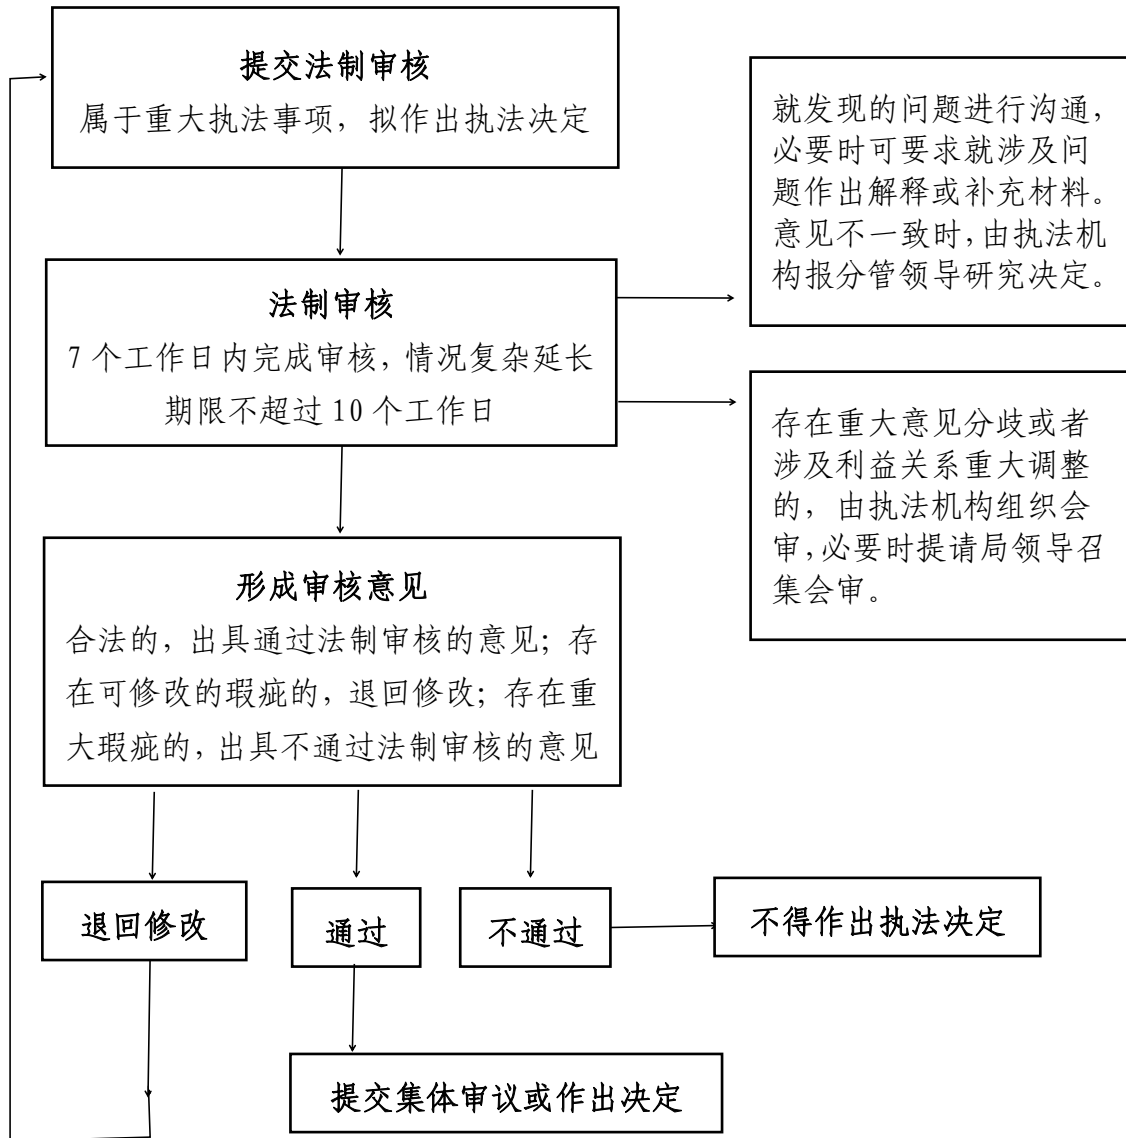 提交法制审核
属于重大执法事项，拟作出执法决定
就发现的问题进行沟通，
必要时可要求就涉及问
题作出解释或补充材料。
意见不一致时，由执法机
构报分管领导研究决定。
法制审核
7个工作日内完成审核，情况复杂延长
期限不超过10个工作日
存在重大意见分歧或者
涉及利益关系重大调整
的，由执法机构组织会
审，必要时提请局领导召
集会审。
形成审核意见
合法的，出具通过法制审核的意见；存
在可修改的瑕疵的，退回修改；存在重
大瑕疵的，出具不通过法制审核的意见
退回修改
通过
不通过
不得作出执法决定
提交集体审议或作出决定